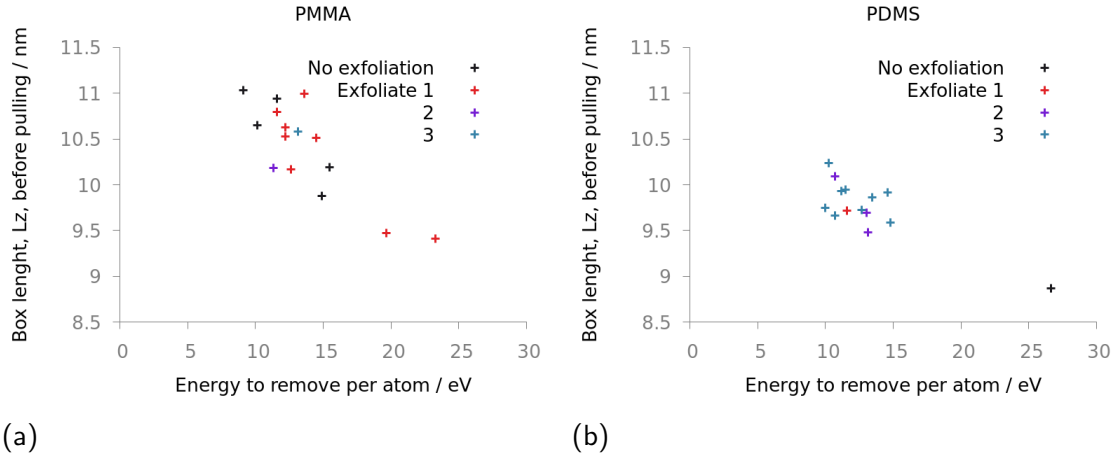 PMMA
Box lenght, Lz, before pulling / nm
11.5
11
10.5
10
9.5
9
8.5
No exfoliation
Exfoliate 1
2
3
0 5 10 15 20 25 30
Energy to remove per atom / eV
(a)
PDMS
Box lenght, Lz, before pulling / nm
11.5
11
10.5
10
9.5
9
8.5
No exfoliation
Exfoliate 1
2
3
0 5 10 15 20 25 30
Energy to remove per atom / eV
(b)